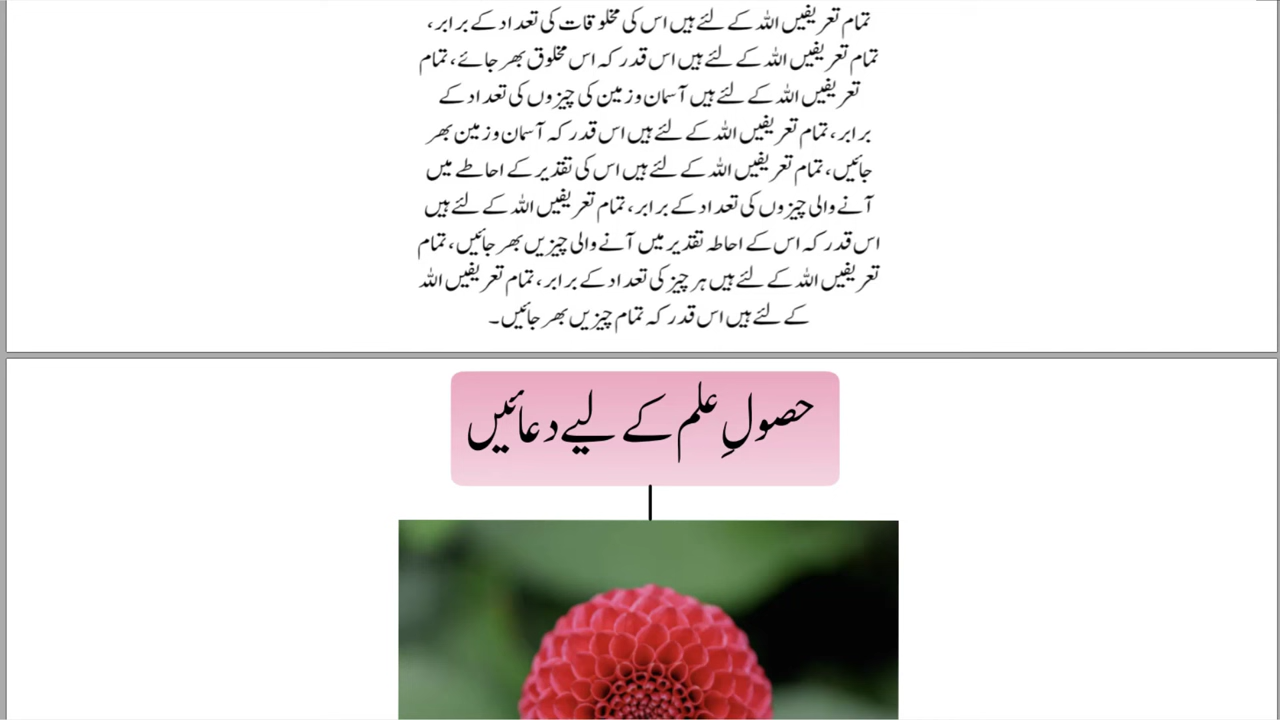 تمام تعریفیں اللہ کے لئے ہیں اس کی مخلوقات کی تعداد کے برابر،
تمام تعریفیں اللہ کے لئے ہیں اس قدر کہ اس مخلوق بھر جائے، تمام
تعریفیں اللہ کے لئے ہیں آسمان و زمین کی چیزوں کی تعداد کے
برابر، تمام تعریفیں اللہ کے لئے ہیں اس قدر کہ آسمان و زمین بھر
جائیں، تمام تعریفیں اللہ کے لئے ہیں اس کی تقدیر کے احاطے میں
آنے والی چیزوں کی تعداد کے برابر، تمام تعریفیں اللہ کے لئے ہیں
اس قدر کہ اس کے احاطہ تقدیر میں آنے والی چیزیں بھر جائیں، تمام
تعریفیں اللہ کے لئے ہیں ہر چیز کی تعداد کے برابر، تمام تعریفیں اللہ
کے لئے ہیں اس قدر کہ تمام چیزیں بھر جائیں۔
حصولِ علم کے لیے دعائیں